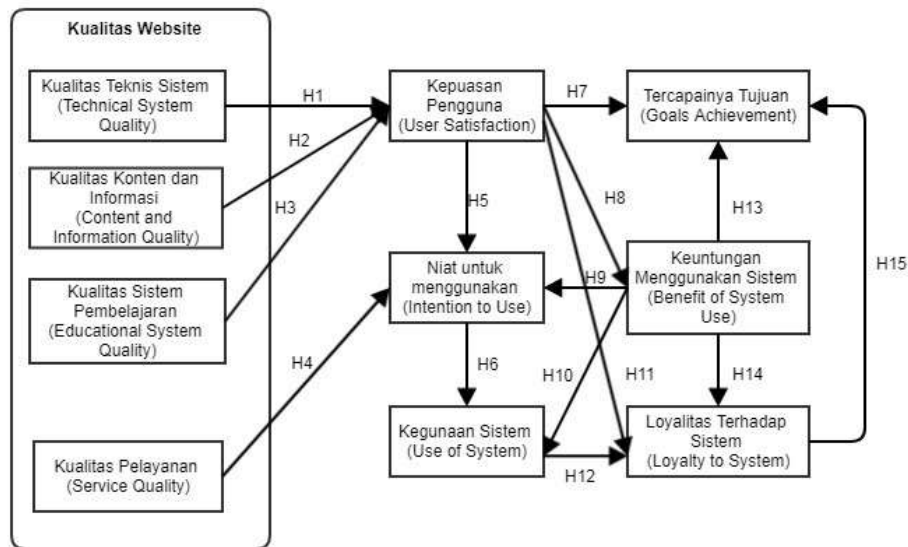 Kualitas Website
Kualitas Teknis Sistem
(Technical System
Quality)
Kualitas Konten dan
Informasi
(Content and
Information Quality)
Kualitas Sistem
Pembelajaran
(Educational System
Quality)
Kualitas Pelayanan
(Service Quality)
H1
H2
H3
H4
Kepuasan
Pengguna
(User Satisfaction)
H5
Niat untuk
menggunakan
(Intention to Use)
H6
Kegunaan Sistem
(Use of System)
H7
H8
H9
H10
H11
H12
Tercapainya Tujuan
(Goals Achievement)
H13
Keuntungan
Menggunakan Sistem
(Benefit of System
Use)
H14
Loyalitas Terhadap
Sistem
(Loyalty to System)
H15